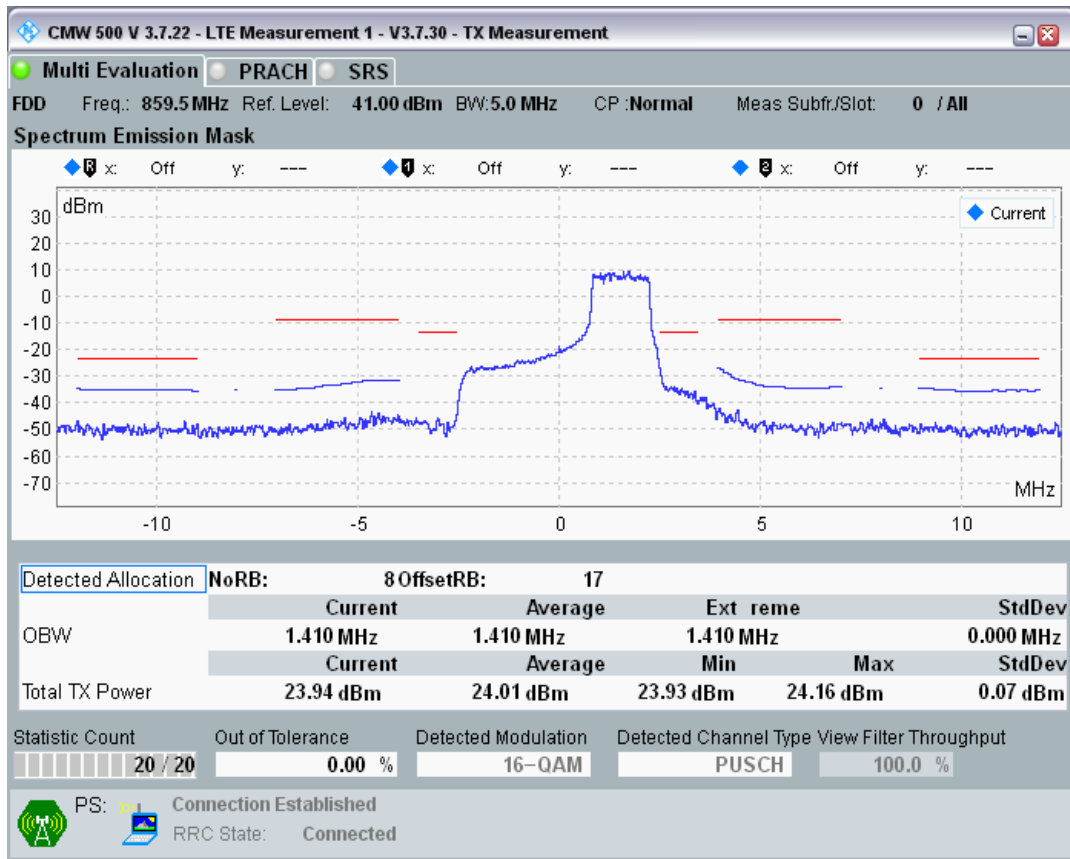 CMW 500 V 3.7.22 - LTE Measurement 1 - V3.7.30 - TX Measurement
Multi Evaluation PRACH SRS
FDD Freq.: 859.5 MHz Ref. Level: 41.00 dBm BW:5.0 MHz CP :Normal Meas Subfr./Slot: 0 / All
Spectrum Emission Mask
R x: Off y: --- 1 x: Off y: --- 2 x: Off y: ---
dBm
Current
30
20
10
0
-10
-20
-30
-40
-50
-60
-70
MHz
-10 -5 0 5 10
Detected Allocation NoRB: 8 OffsetRB: 17
Current Average Ext reme StdDev
OBW 1.410 MHz 1.410 MHz 1.410 MHz 0.000 MHz
Current Average Min Max StdDev
Total TX Power 23.94 dBm 24.01 dBm 23.93 dBm 24.16 dBm 0.07 dBm
Statistic Count Out of Tolerance Detected Modulation Detected Channel Type View Filter Throughput
20 / 20 0.00 % 16-QAM PUSCH 100.0 %
PS: Connection Established
RRC State: Connected